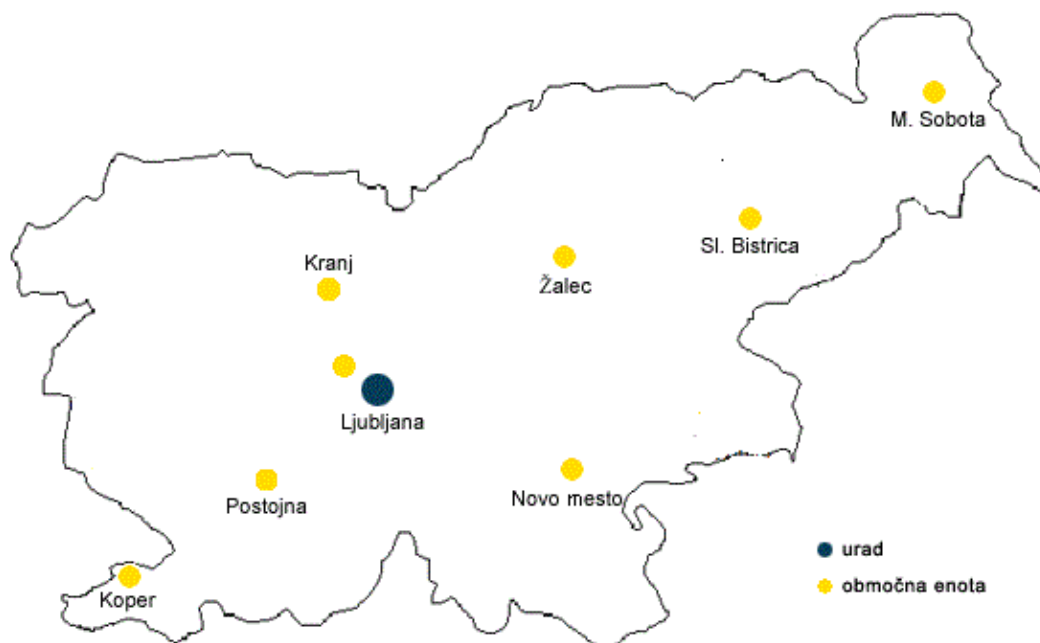 M. Sobota
Sl. Bistrica
Kranj
Žalec
Ljubljana
Postojna
Novo mesto
urad
območna enota
Koper